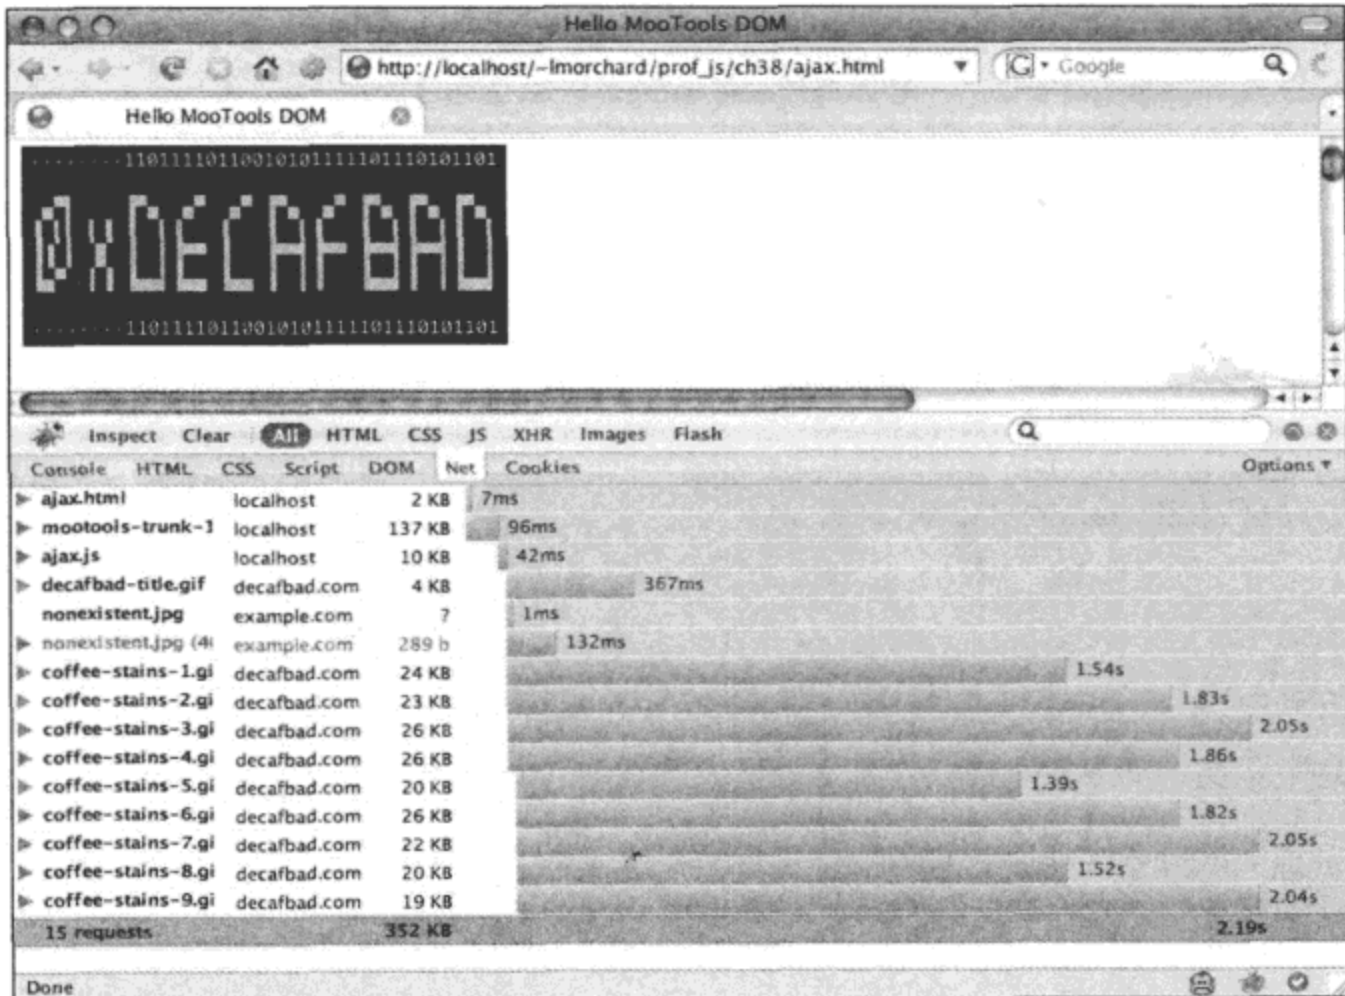 Hello MooTools DOM
http://localhost/~lmorchard/prof_js/ch38/ajax.html G Google
Hello MooTools DOM
........11011110110010101111101110101101
@xDECAFBAD
........11011110110010101111101110101101
Inspect Clear All HTML CSS JS XHR Images Flash
Console HTML CSS Script DOM Net Cookies Options
ajax.html localhost 2 KB 7ms
mootools-trunk-1 localhost 137 KB 96ms
ajax.js localhost 10 KB 42ms
decafbad-title.gif decafbad.com 4 KB 367ms
nonexistent.jpg example.com ? 1ms
nonexistent.jpg (40 example.com 289 b 132ms
coffee-stains-1.gi decafbad.com 24 KB 1.54s
coffee-stains-2.gi decafbad.com 23 KB 1.83s
coffee-stains-3.gi decafbad.com 26 KB 2.05s
coffee-stains-4.gi decafbad.com 26 KB 1.86s
coffee-stains-5.gi decafbad.com 20 KB 1.39s
coffee-stains-6.gi decafbad.com 26 KB 1.82s
coffee-stains-7.gi decafbad.com 22 KB 2.05s
coffee-stains-8.gi decafbad.com 20 KB 1.52s
coffee-stains-9.gi decafbad.com 19 KB 2.04s
15 requests 352 KB 2.19s
Done